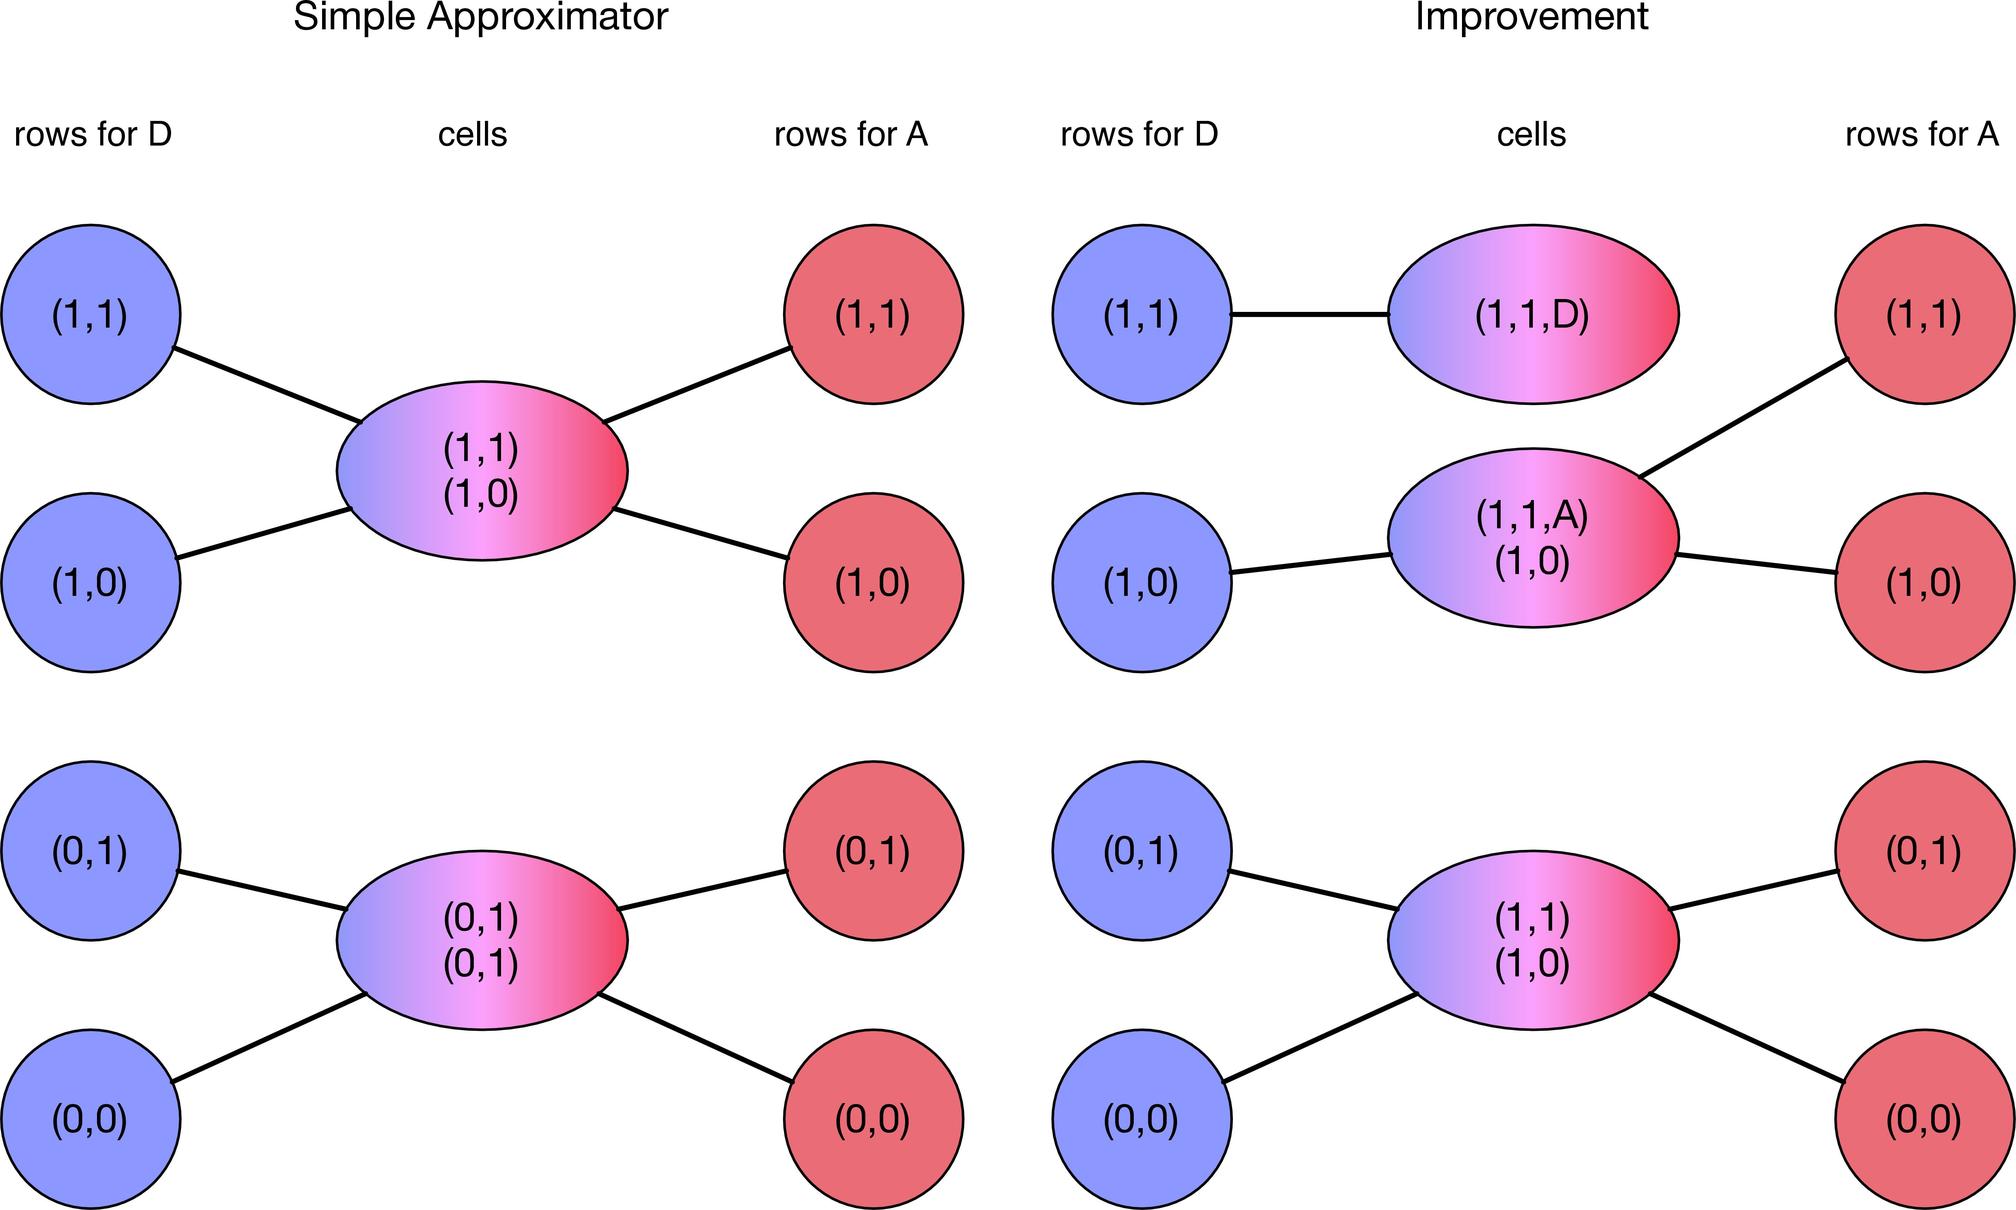 Simple Approximator
rows for D
cells
rows for A
(1,1)
(1,1)
(1,1)
(1,0)
(1,0)
(1,0)
(0,1)
(0,1)
(0,1)
(0,1)
(0,0)
(0,0)
Improvement
rows for D
cells
rows for A
(1,1)
(1,1,D)
(1,1)
(1,1,A)
(1,0)
(1,0)
(1,0)
(0,1)
(1,1)
(1,0)
(0,1)
(0,0)
(0,0)